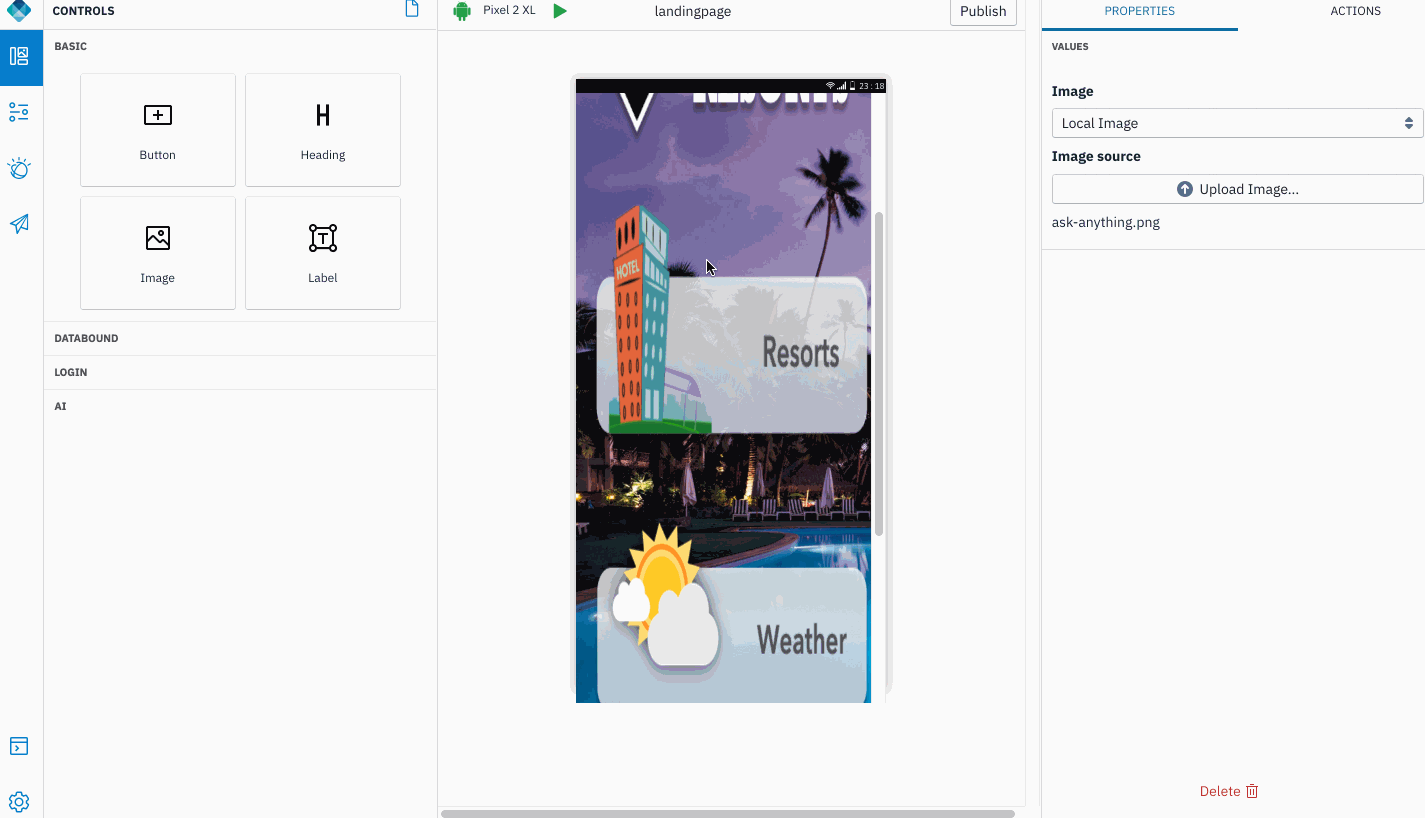 CONTROLS
Pixel 2 XL
landingpage
Publish
PROPERTIES
ACTIONS
BASIC
Button
Heading
Image
Label
DATABOUND
LOGIN
AI
23:18
RESORTS
HOTEL
Resorts
Weather
VALUES
Image
Local Image
Image source
Upload Image...
ask-anything.png
Delete